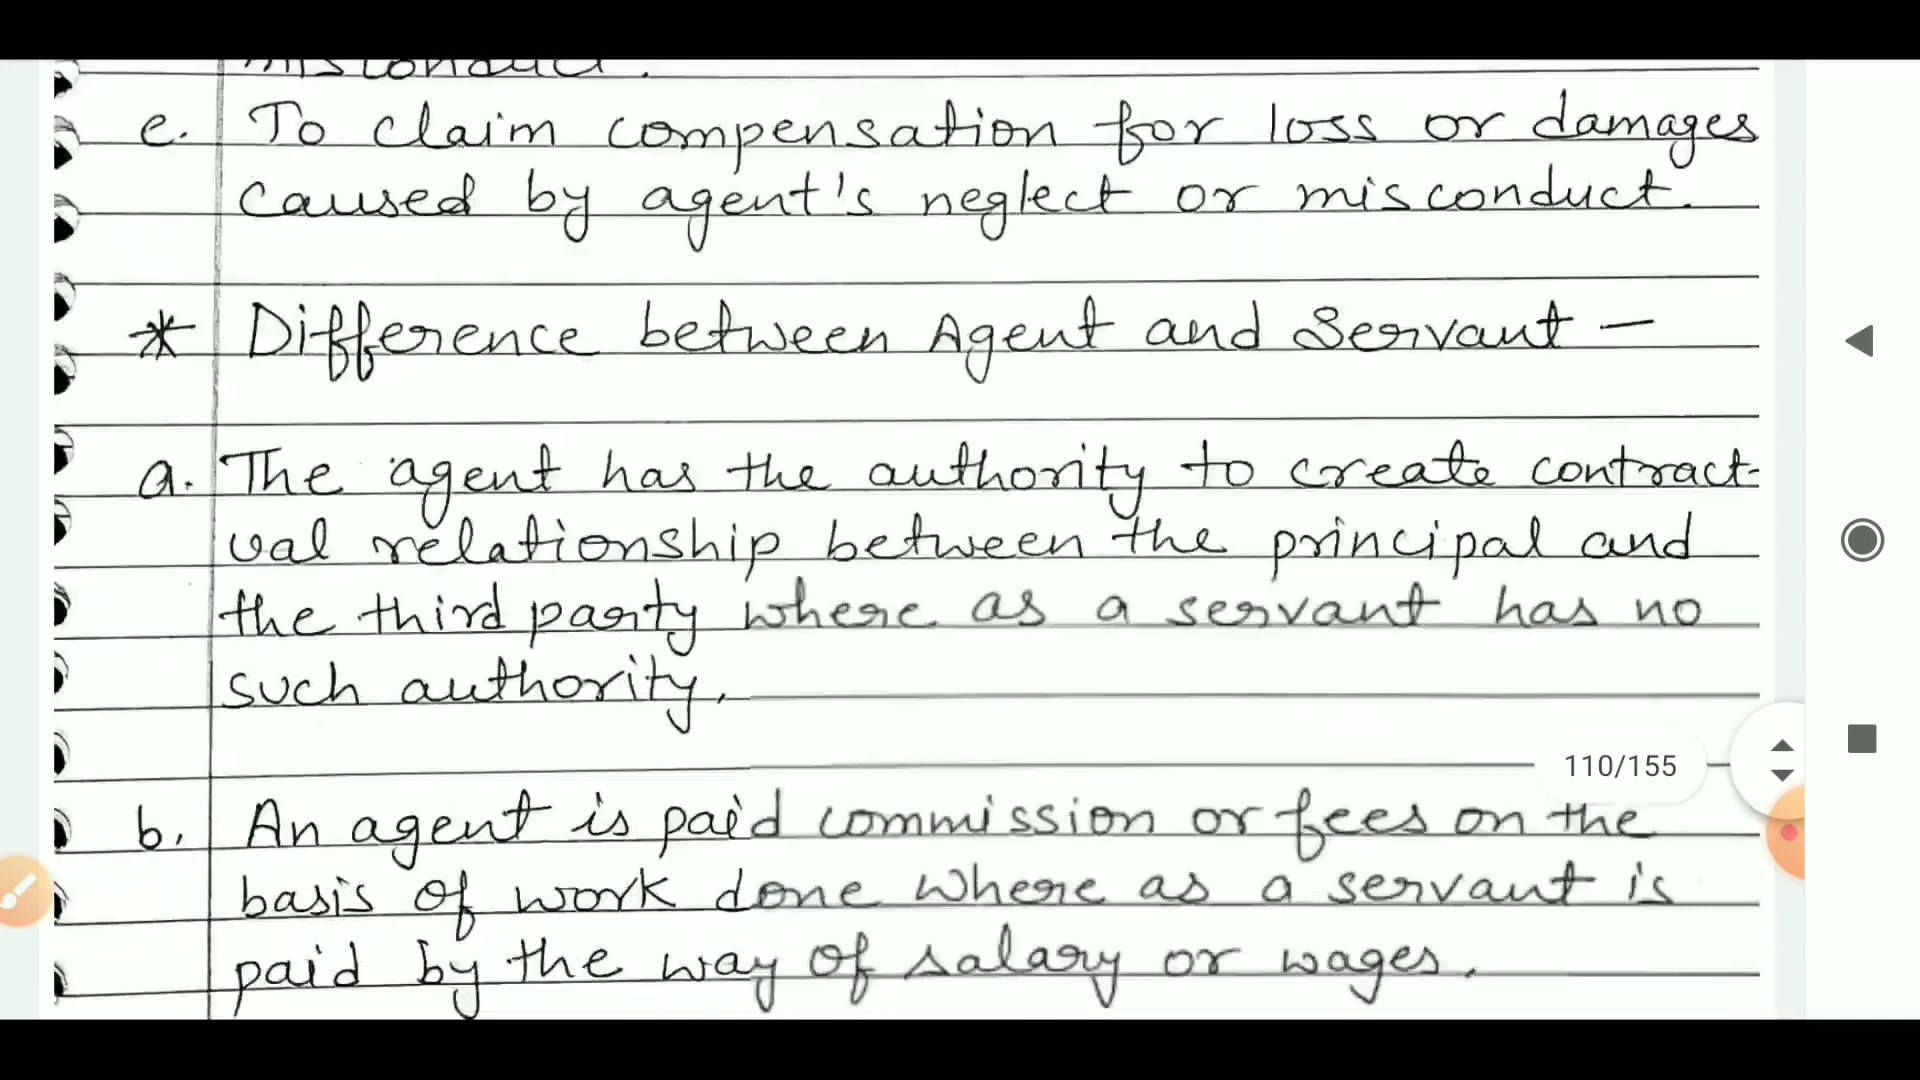 misconduct.
e. To claim compensation for loss or damages
caused by agent's neglect or misconduct.
* Difference between Agent and Servant –
a. The agent has the authority to create contract-
ual relationship between the principal and
the third party where as a servant has no
such authority.
110/155
b. An agent is paid commission or fees on the
basis of work done where as a servant is
paid by the way of salary or wages.